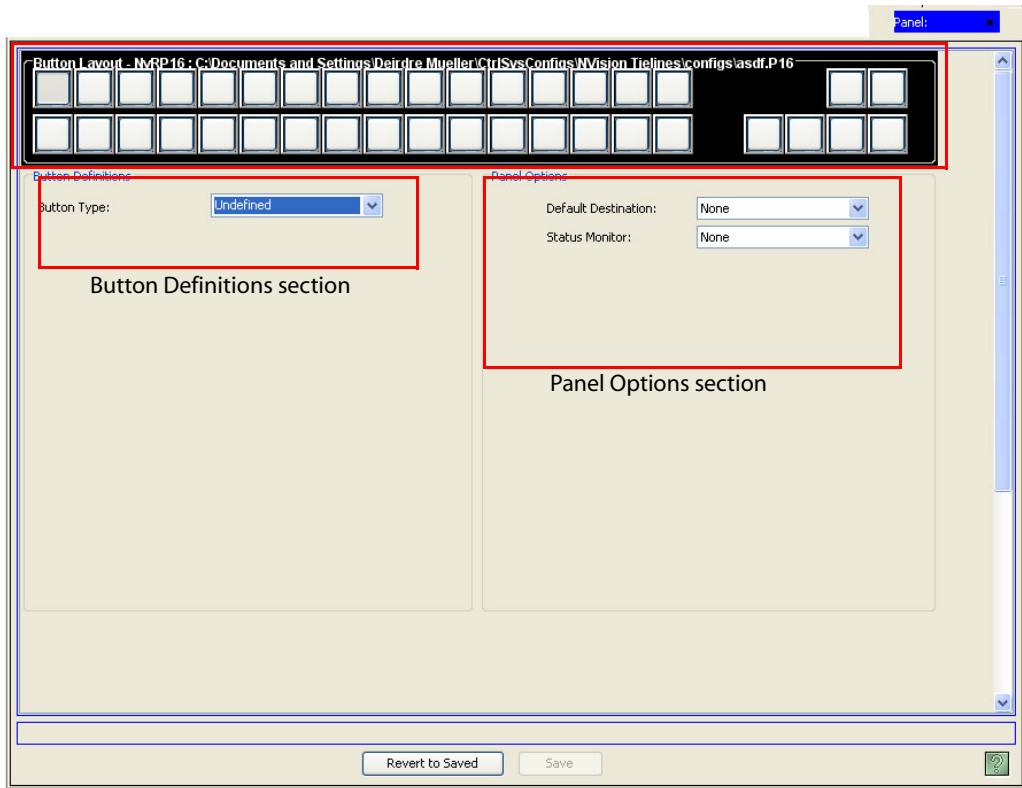 Panel:
Button Layout - NvRP16 : C:\Documents and Settings\Deirdre Mueller\CtrlSysConfigs\NVision Tielines\configs\asdf.P16
Button Definitions
Panel Options
Button Type:
Undefined
Default Destination:
None
Status Monitor:
None
Button Definitions section
Panel Options section
Revert to Saved
Save
?